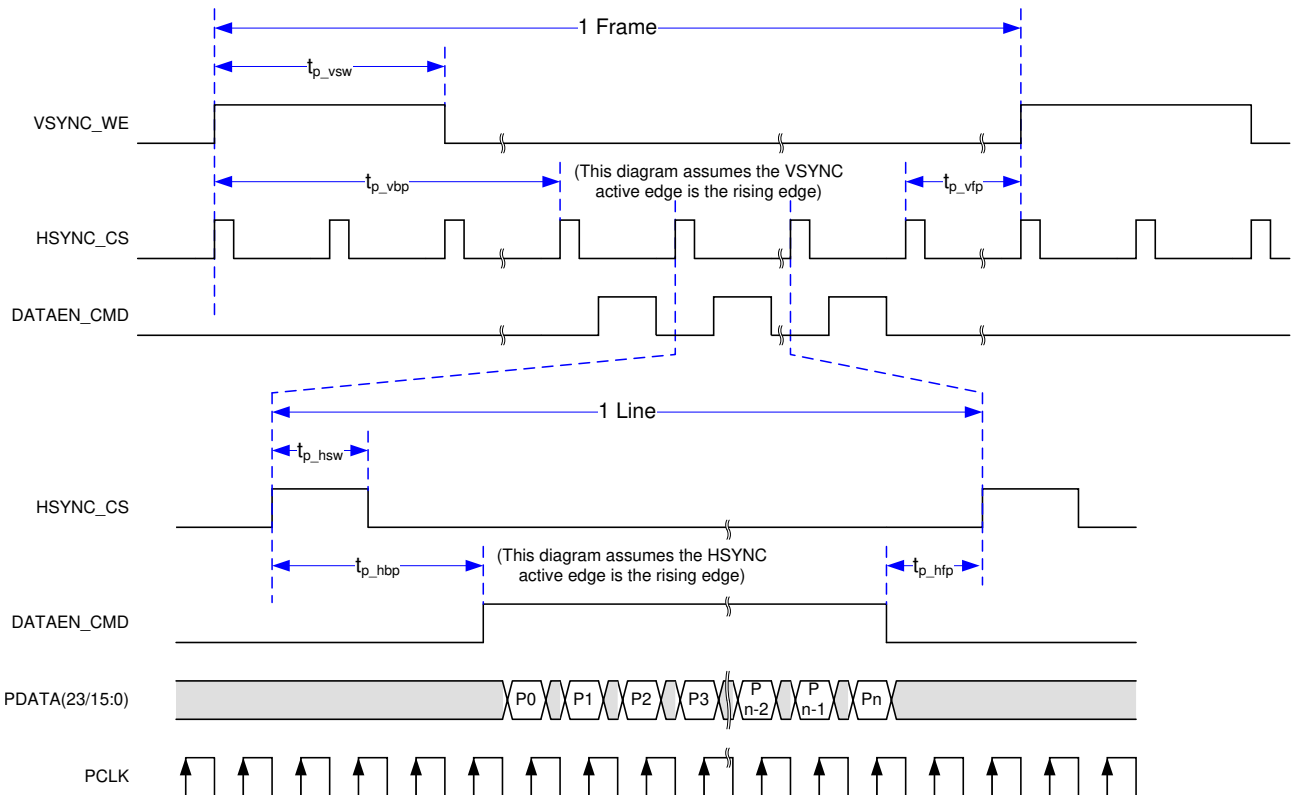 1 Frame
tp_vsw
VSYNC_WE
tp_vbp
(This diagram assumes the VSYNC
active edge is the rising edge)
tp_vfp
HSYNC_CS
DATAEN_CMD
1 Line
tp_hsw
HSYNC_CS
tp_hbp
(This diagram assumes the HSYNC
active edge is the rising edge)
tp_hfp
DATAEN_CMD
PDATA(23/15:0)
P0
P1
P2
P3
P
n-2
P
n-1
Pn
PCLK